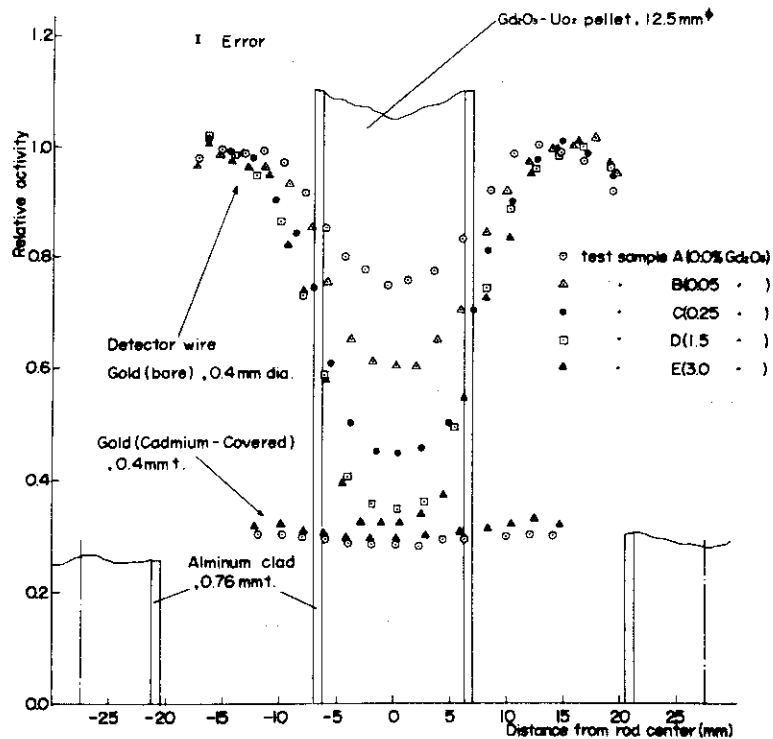 Gd₂O₃-Uo₂ pellet, 12.5mmϕ
I Error
1.2
1.0
0.8
0.6
0.4
0.2
0.0
Relative activity
test sample A(0.0% Gd₂O₃)
" B(0.05 " )
" C(0.25 " )
" D(1.5 " )
" E(3.0 " )
Detector wire
Gold (bare), 0.4mm dia.
Gold (Cadmium-Covered)
, 0.4mm t.
Alminum clad
, 0.76mm t.
-25 -20 -15 -10 -5 0 5 10 15 20 25
Distance from rod center (mm)